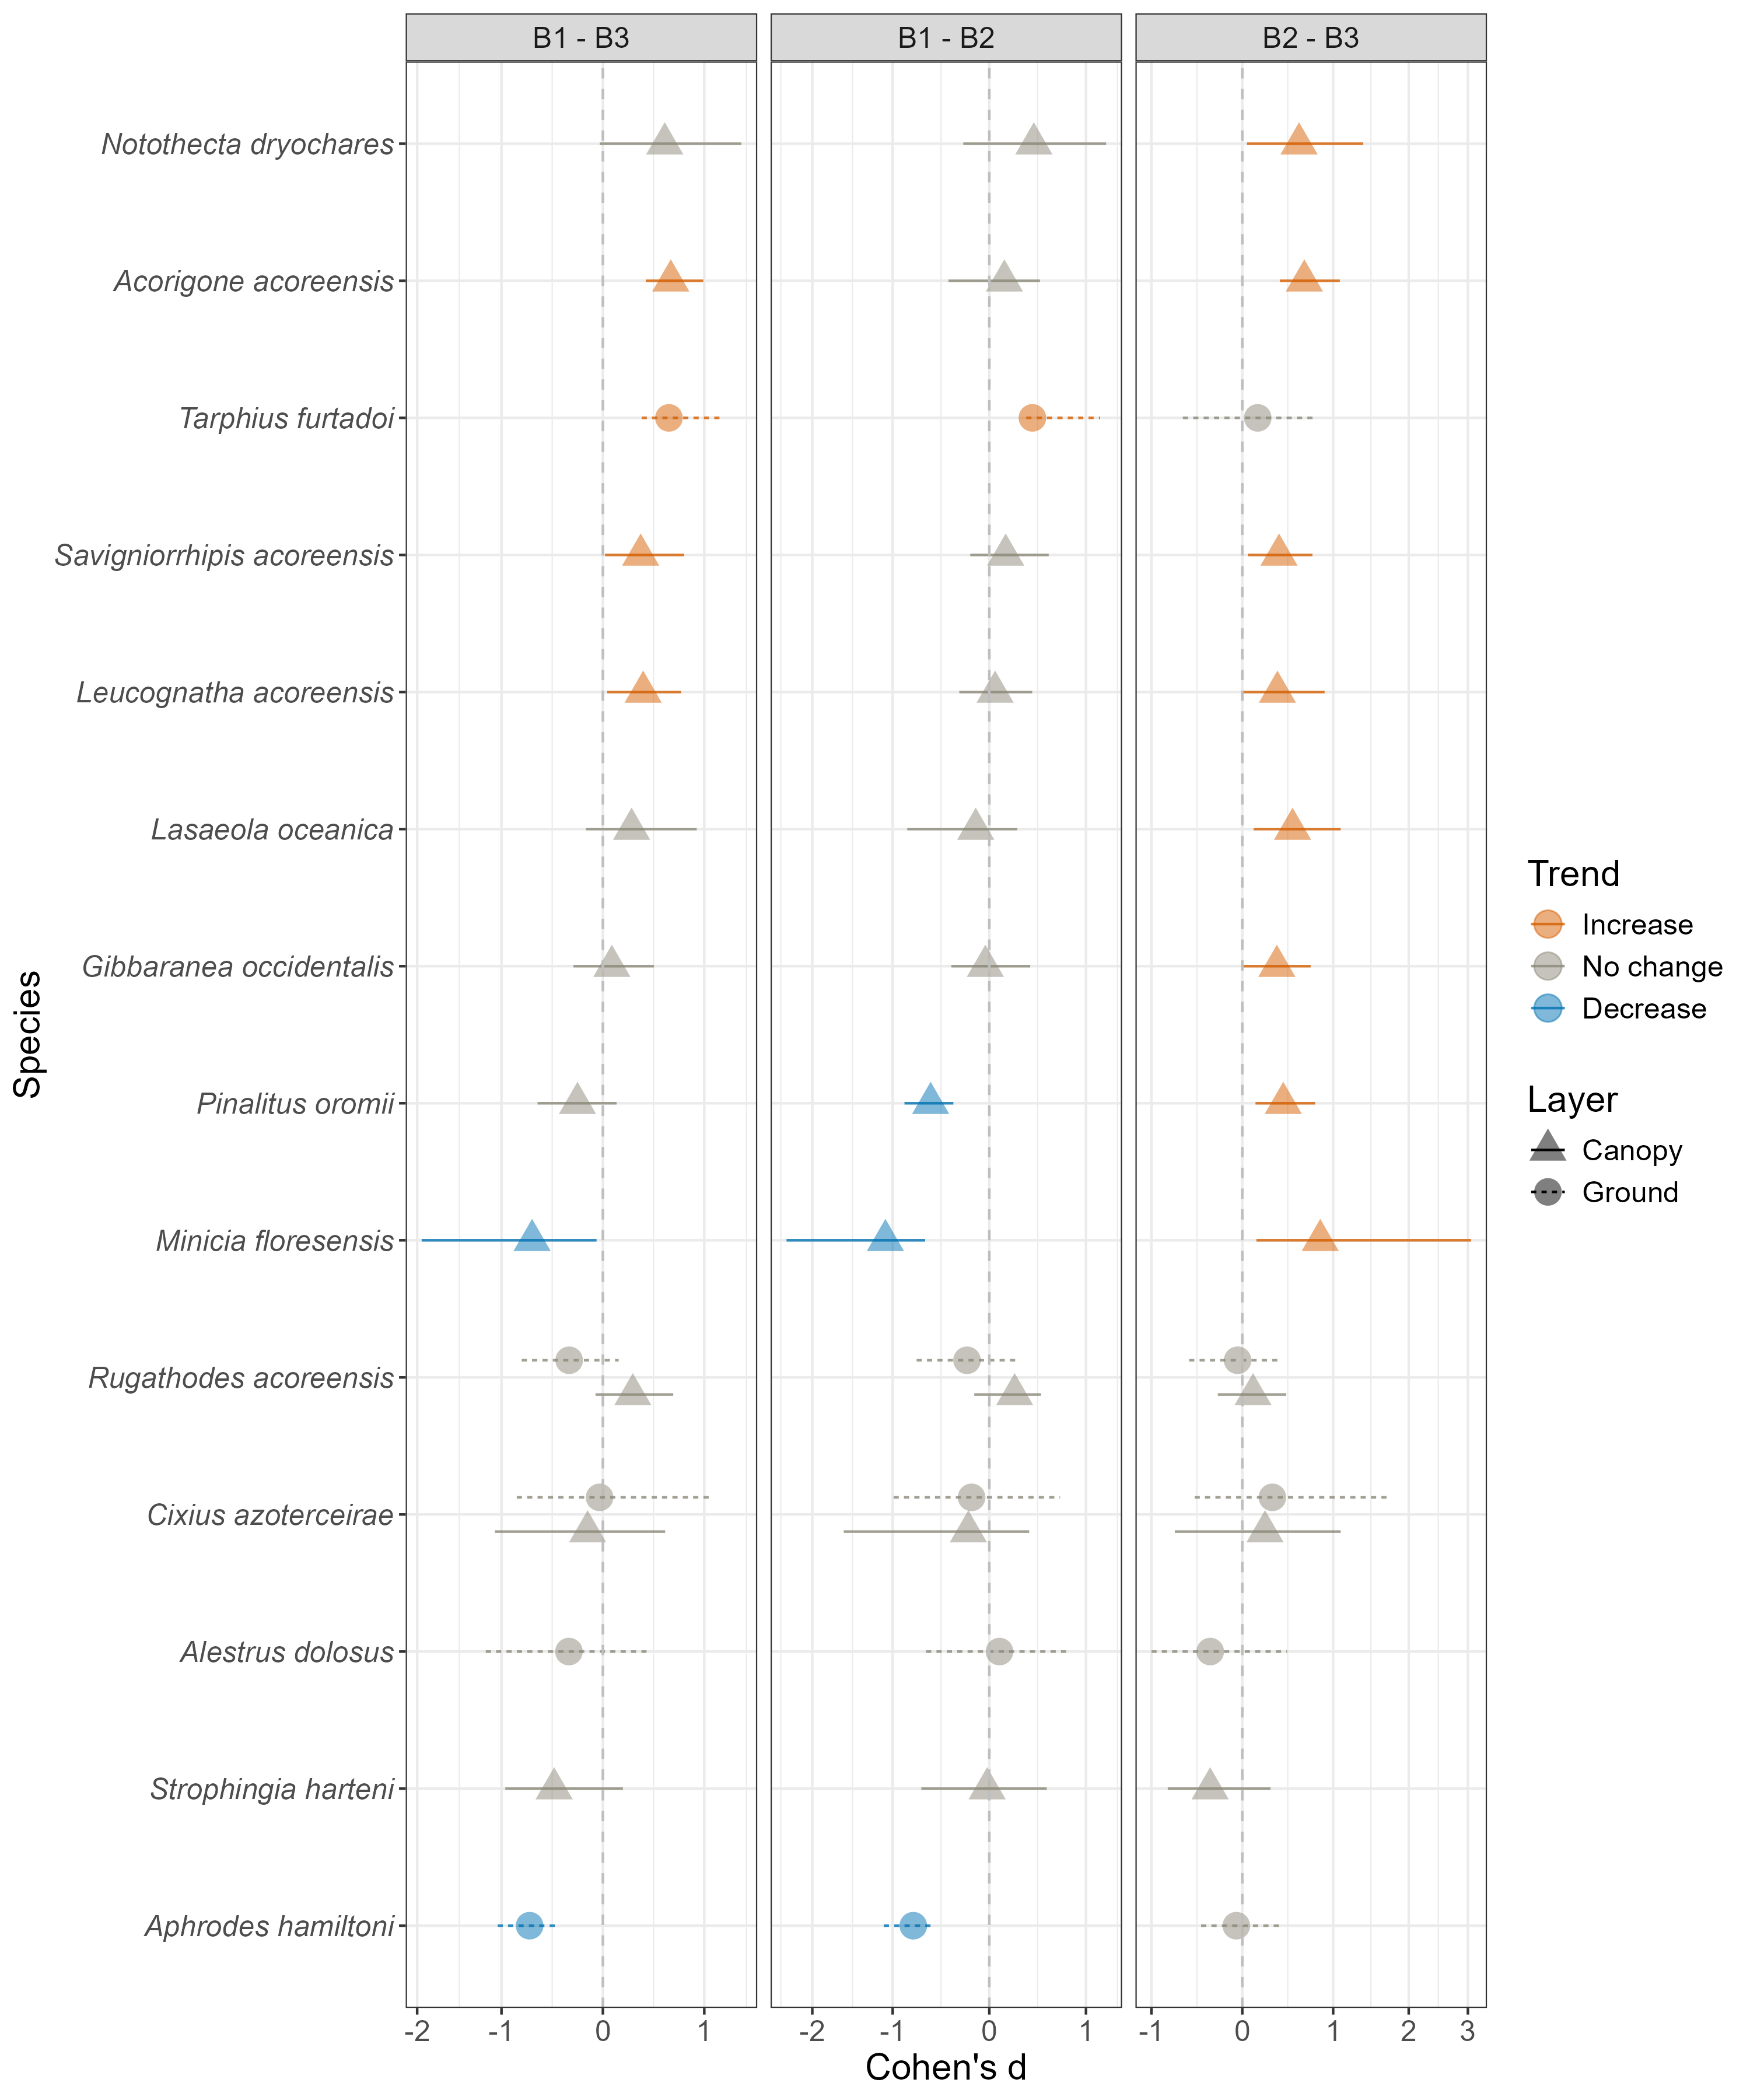 B1 - B3
B1 - B2
B2 - B3
Notothecta dryochares
Acorigone acoreensis
Tarphius furtadoi
Savigniorrhipis acoreensis
Leucognatha acoreensis
Lasaeola oceanica
Gibbaranea occidentalis
Pinalitus oromii
Minicia floresensis
Rugathodes acoreensis
Cixius azoterceirae
Alestrus dolosus
Strophingia harteni
Aphrodes hamiltoni
Species
-2 -1 0 1
-2 -1 0 1
-1 0 1 2 3
Cohen's d
Trend
Increase
No change
Decrease
Layer
Canopy
Ground